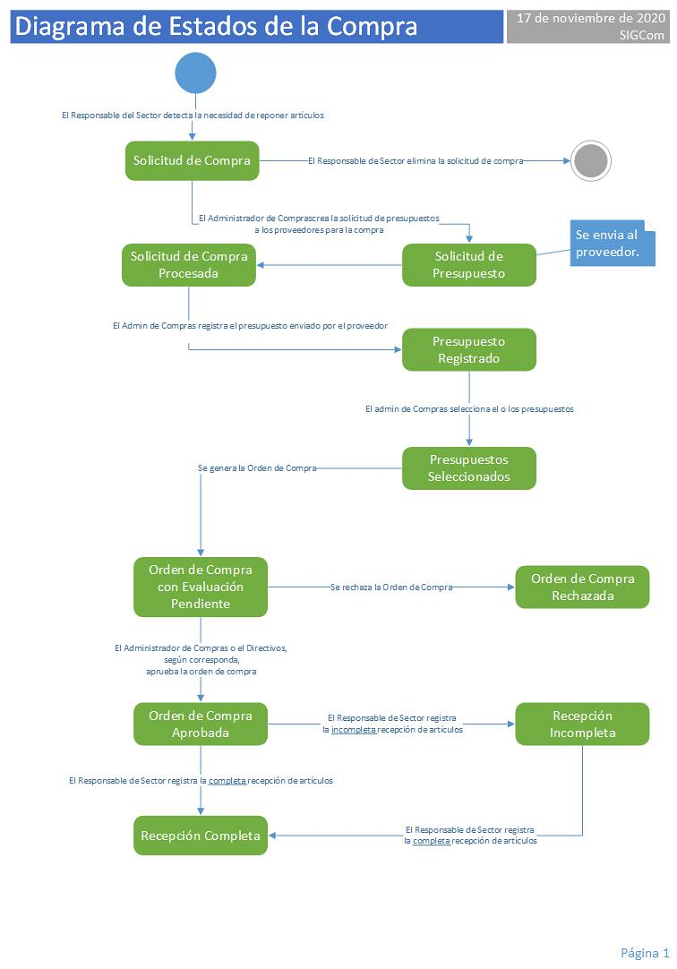 Diagrama de Estados de la Compra
17 de noviembre de 2020
SIGCom
El Responsable del Sector detecta la necesidad de reponer artículos
Solicitud de Compra
El Responsable de Sector elimina la solicitud de compra
El Administrador de Comprascrea la solicitud de presupuestos
a los proveedores para la compra
Se envia al
proveedor.
Solicitud de Compra
Procesada
Solicitud de
Presupuesto
El Admin de Compras registra el presupuesto enviado por el proveedor
Presupuesto
Registrado
El admin de Compras selecciona el o los presupuestos
Presupuestos
Seleccionados
Se genera la Orden de Compra
Orden de Compra
con Evaluación
Pendiente
Se rechaza la Orden de Compra
Orden de Compra
Rechazada
El Administrador de Compras o el Directivos,
según corresponda,
aprueba la orden de compra
Orden de Compra
Aprobada
El Responsable de Sector registra
la incompleta recepción de artículos
Recepción
Incompleta
El Responsable de Sector registra la completa recepción de artículos
Recepción Completa
El Responsable de Sector registra
la completa recepción de artículos
Página 1